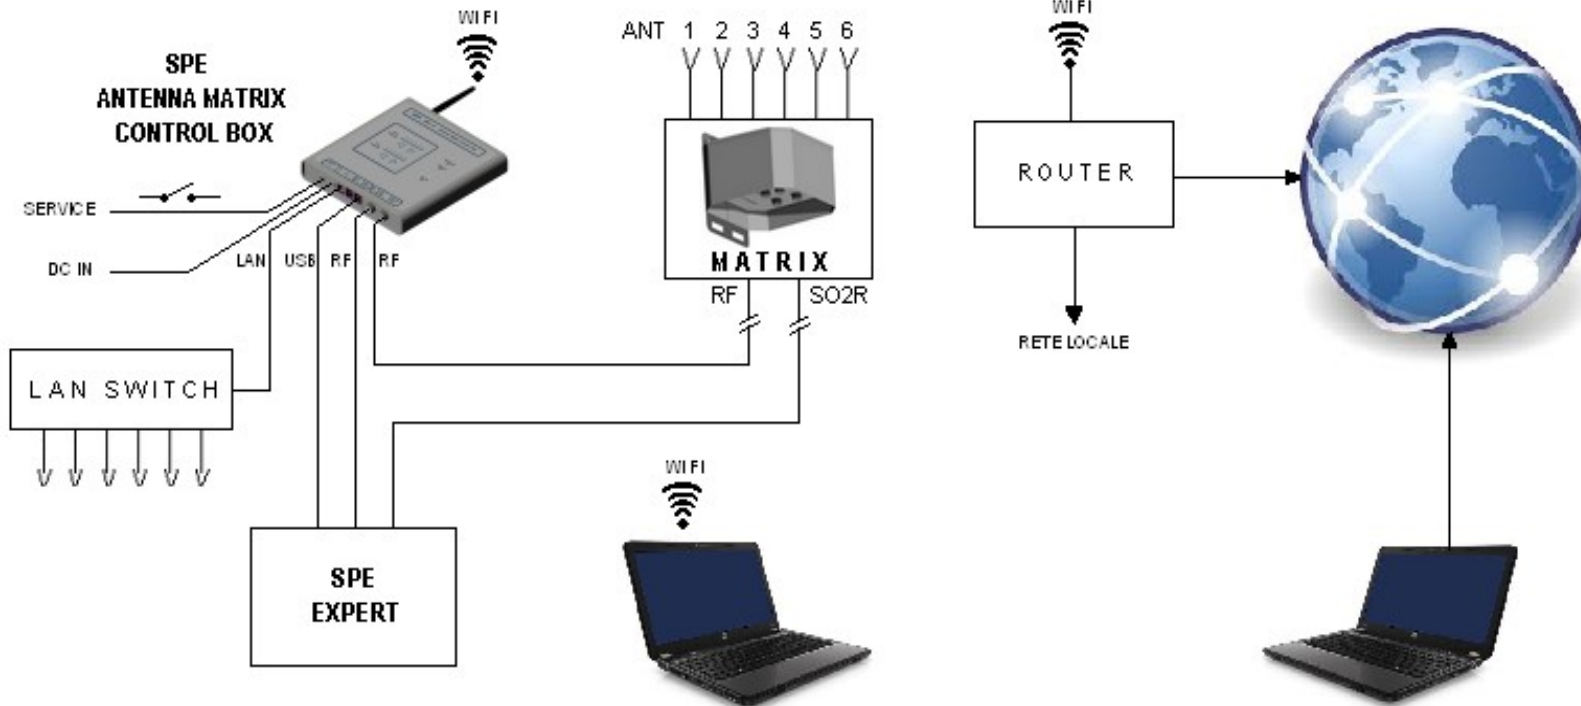 WIFI
SPE
ANTENNA MATRIX
CONTROL BOX
SERVICE
DC IN
LAN USB RF RF
LAN SWITCH
SPE
EXPERT
ANT 1 2 3 4 5 6
MATRIX
RF SO2R
WIFI
WIFI
ROUTER
RETE LOCALE